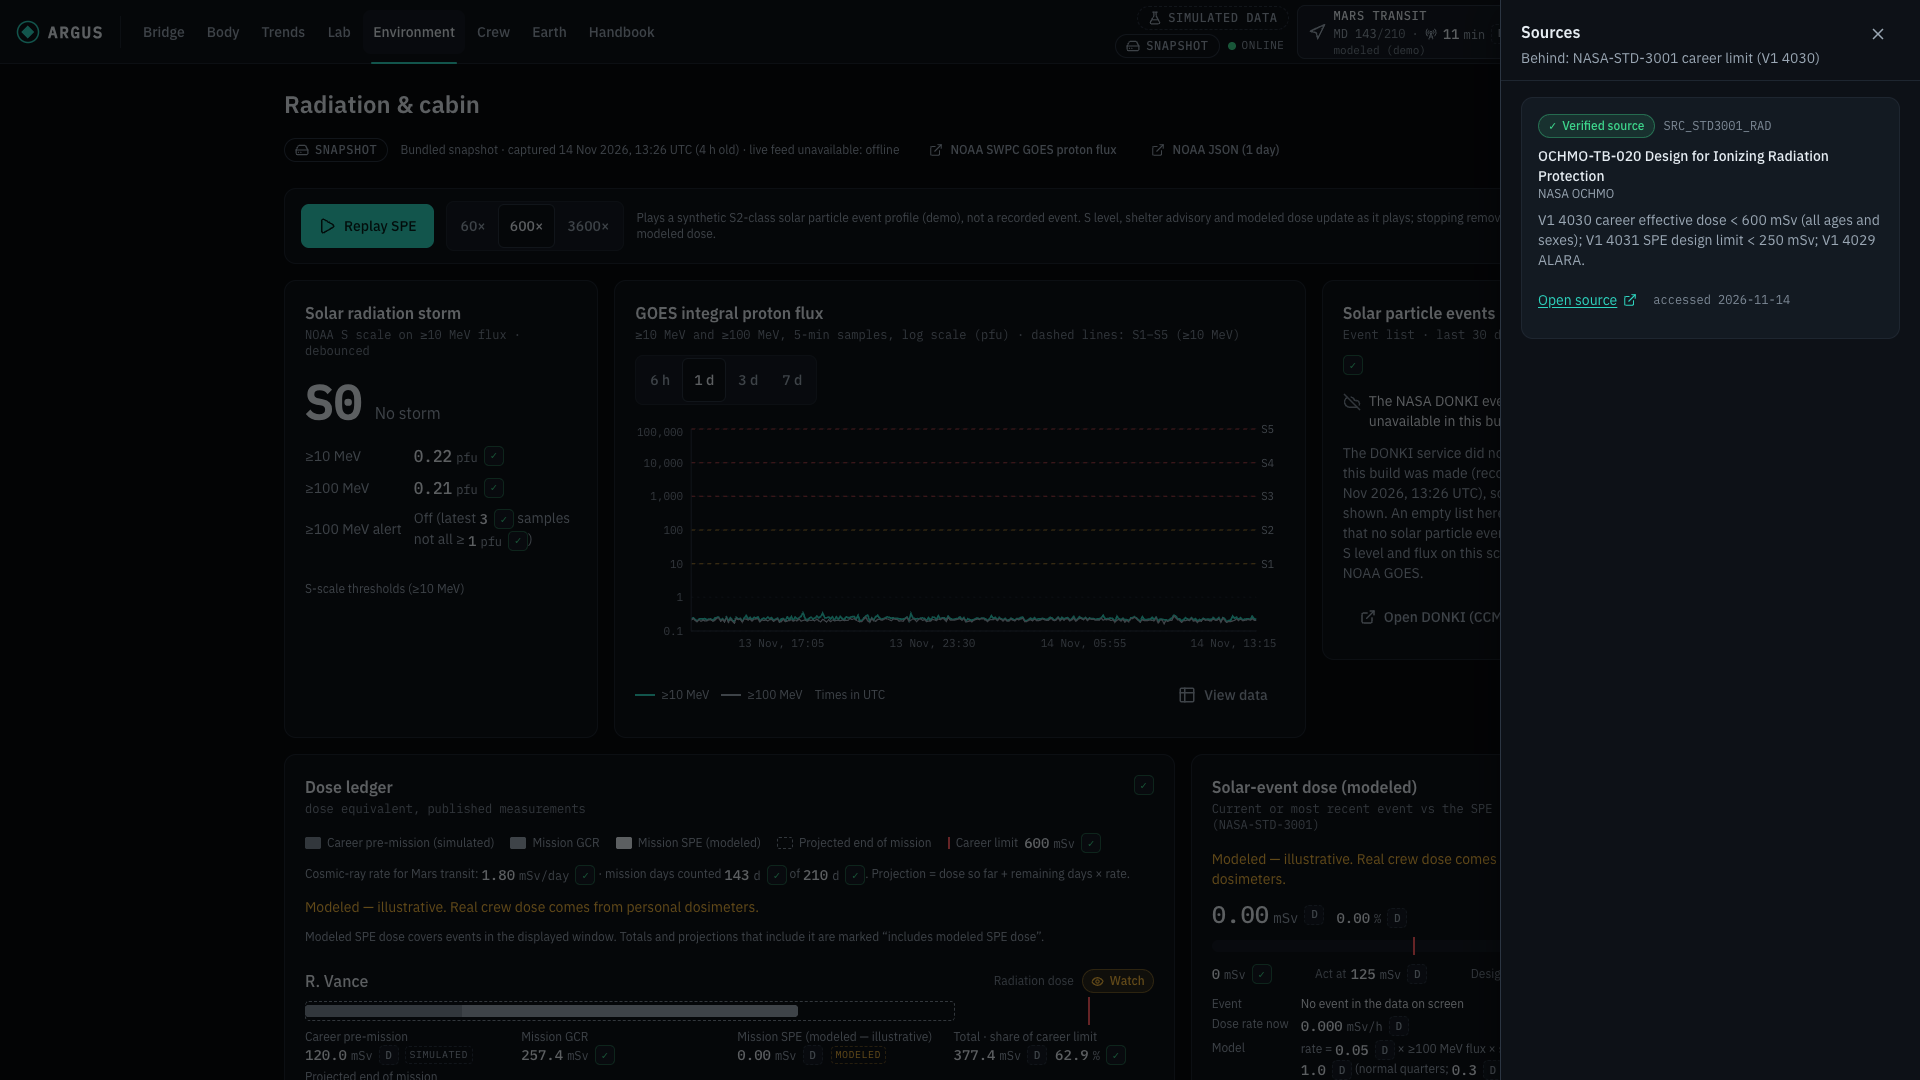 ARGUS
Bridge
Body
Trends
Lab
Environment
Crew
Earth
Handbook
SIMULATED DATA
SNAPSHOT
ONLINE
MARS TRANSIT
MD 143/210 · 11 min
modeled (demo)
Radiation & cabin
SNAPSHOT
Bundled snapshot · captured 14 Nov 2026, 13:26 UTC (4 h old) · live feed unavailable: offline
NOAA SWPC GOES proton flux
NOAA JSON (1 day)
Replay SPE
60×
600×
3600×
Plays a synthetic S2-class solar particle event profile (demo), not a recorded event. S level, shelter advisory and modeled dose update as it plays; stopping remov
modeled dose.
Solar radiation storm
NOAA S scale on ≥10 MeV flux ·
debounced
S0 No storm
≥10 MeV 0.22 pfu ✓
≥100 MeV 0.21 pfu ✓
≥100 MeV alert Off (latest 3 ✓ samples
not all ≥ 1 pfu ✓)
S-scale thresholds (≥10 MeV)
GOES integral proton flux
≥10 MeV and ≥100 MeV, 5-min samples, log scale (pfu) · dashed lines: S1–S5 (≥10 MeV)
6 h
1 d
3 d
7 d
100,000 S5
10,000 S4
1,000 S3
100 S2
10 S1
1
0.1
13 Nov, 17:05
13 Nov, 23:30
14 Nov, 05:55
14 Nov, 13:15
≥10 MeV
≥100 MeV
Times in UTC
View data
Solar particle events
Event list · last 30 d
✓
The NASA DONKI eve
unavailable in this bu
The DONKI service did no
this build was made (reco
Nov 2026, 13:26 UTC), so
shown. An empty list here
that no solar particle eve
S level and flux on this sc
NOAA GOES.
Open DONKI (CCM
Dose ledger
✓
dose equivalent, published measurements
Career pre-mission (simulated)
Mission GCR
Mission SPE (modeled)
Projected end of mission
Career limit 600 mSv ✓
Cosmic-ray rate for Mars transit: 1.80 mSv/day ✓ · mission days counted 143 d ✓ of 210 d ✓. Projection = dose so far + remaining days × rate.
Modeled — illustrative. Real crew dose comes from personal dosimeters.
Modeled SPE dose covers events in the displayed window. Totals and projections that include it are marked “includes modeled SPE dose”.
R. Vance
Radiation dose
Watch
Career pre-mission
120.0 mSv D SIMULATED
Mission GCR
257.4 mSv ✓
Mission SPE (modeled — illustrative)
0.00 mSv D MODELED
Total · share of career limit
377.4 mSv D 62.9 % ✓
Projected end of mission
Solar-event dose (modeled)
Current or most recent event vs the SPE
(NASA-STD-3001)
Modeled — illustrative. Real crew dose comes
dosimeters.
0.00 mSv D 0.00 % D
0 mSv ✓ Act at 125 mSv D Desig
Event No event in the data on screen
Dose rate now 0.000 mSv/h D
Model rate = 0.05 D × ≥100 MeV flux ×
1.0 D (normal quarters; 0.3 D
Sources
Behind: NASA-STD-3001 career limit (V1 4030)
✓ Verified source SRC_STD3001_RAD
OCHMO-TB-020 Design for Ionizing Radiation
Protection
NASA OCHMO
V1 4030 career effective dose < 600 mSv (all ages and
sexes); V1 4031 SPE design limit < 250 mSv; V1 4029
ALARA.
Open source accessed 2026-11-14